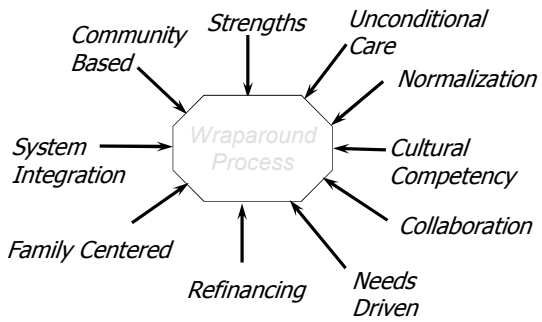 Strengths
Unconditional
Care
Community
Based
Normalization
Wraparound
Process
System
Integration
Cultural
Competency
Collaboration
Family Centered
Refinancing
Needs
Driven